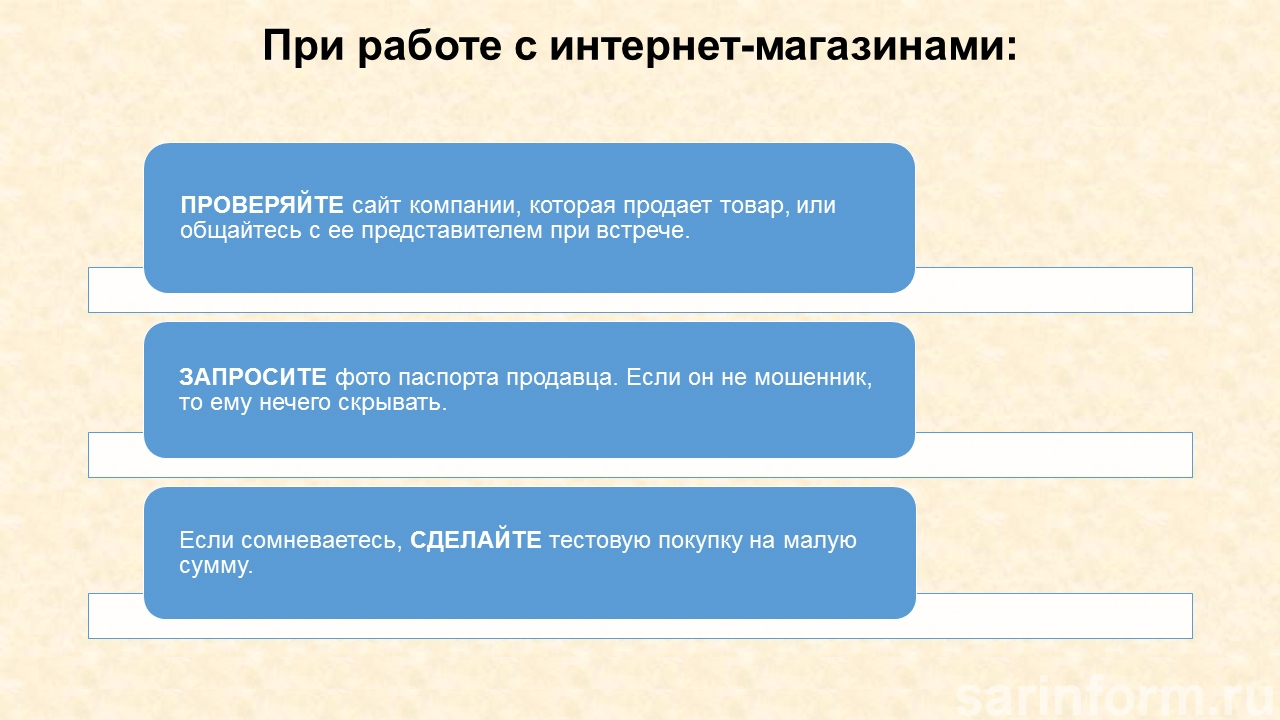 При работе с интернет-магазинами:
ПРОВЕРЯЙТЕ сайт компании, которая продает товар, или
общайтесь с ее представителем при встрече.
ЗАПРОСИТЕ фото паспорта продавца. Если он не мошенник,
то ему нечего скрывать.
Если сомневаетесь, СДЕЛАЙТЕ тестовую покупку на малую
сумму.
sarinform.ru